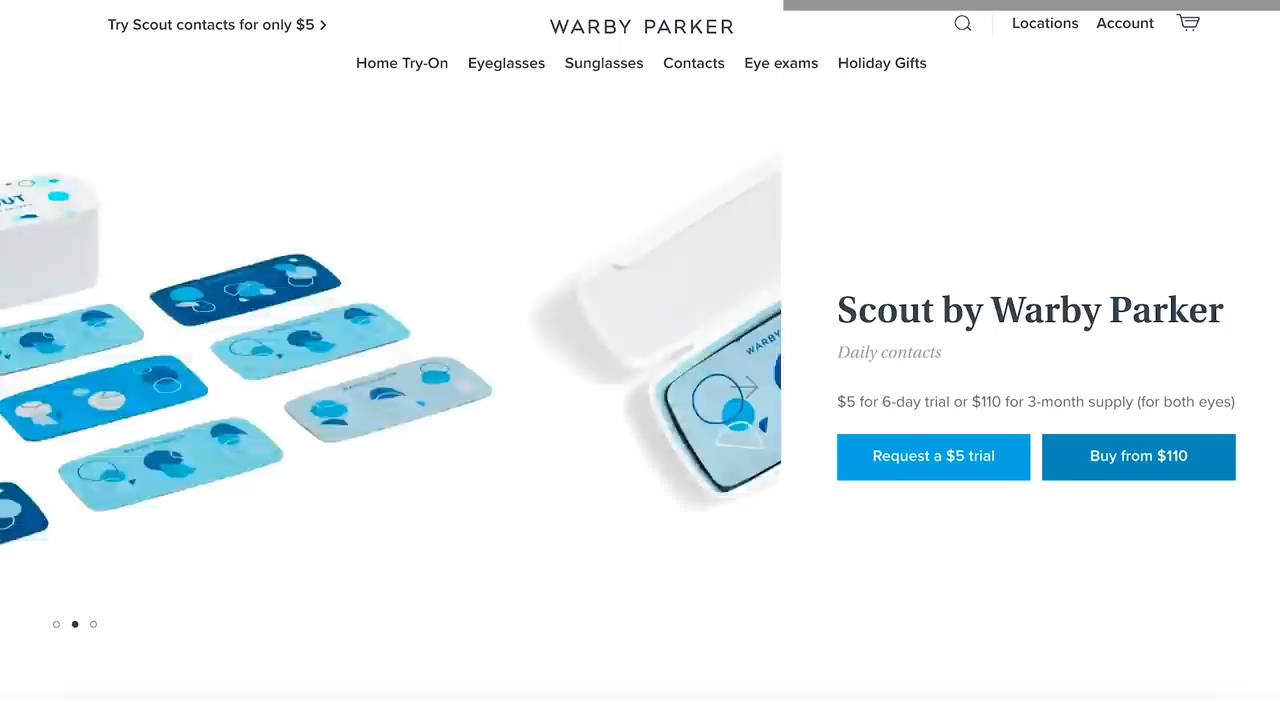 Try Scout contacts for only $5 >
WARBY PARKER
Locations Account
Home Try-On Eyeglasses Sunglasses Contacts Eye exams Holiday Gifts
WARBY
Scout by Warby Parker
Daily contacts
$5 for 6-day trial or $110 for 3-month supply (for both eyes)
Request a $5 trial
Buy from $110